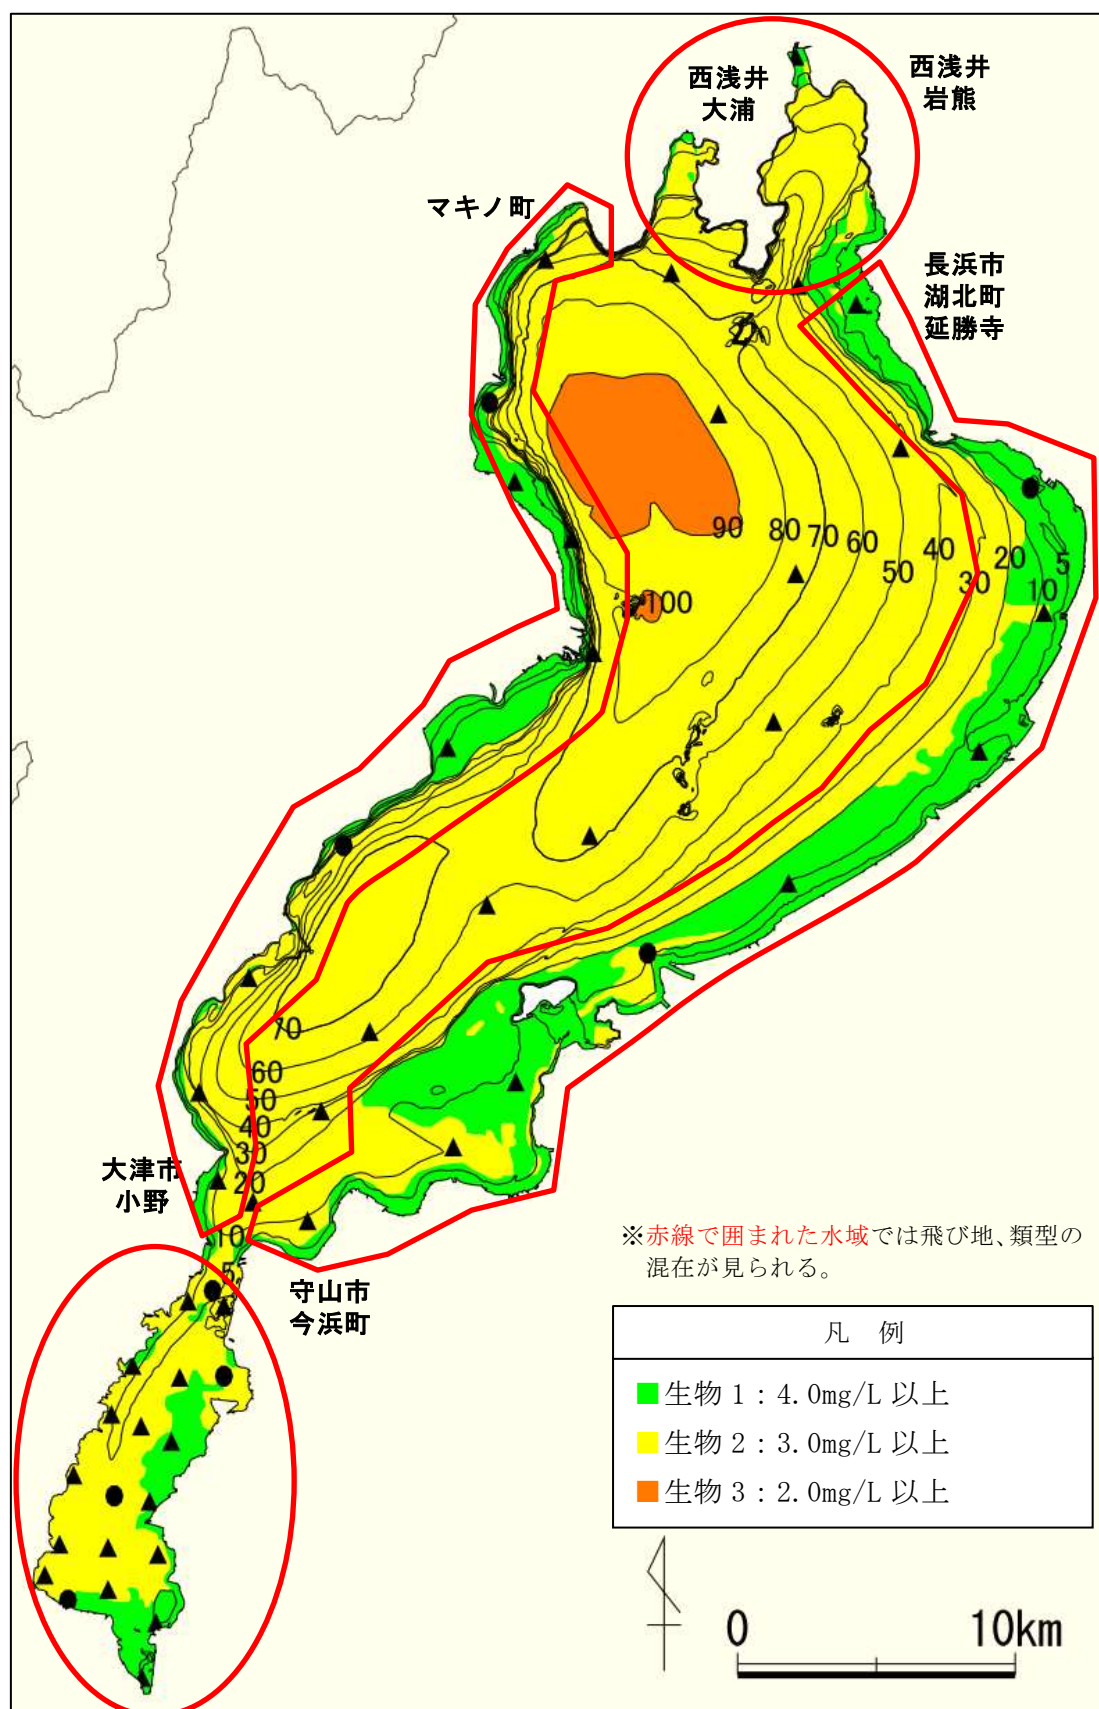 西浅井
大浦
西浅井
岩熊
マキノ町
長浜市
湖北町
延勝寺
90
80
70
60
50
40
30
20
10
5
100
70
60
50
40
30
20
10
5
大津市
小野
守山市
今浜町
※赤線で囲まれた水域では飛び地、類型の
混在が見られる。
凡 例
生物 1：4.0mg/L 以上
生物 2：3.0mg/L 以上
生物 3：2.0mg/L 以上
0
10km